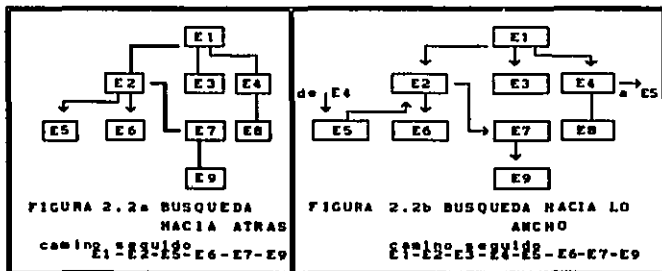 E1
E2 E3 E4
E5 E6 E7 E8
E9
FIGURA 2.2a BUSQUEDA
HACIA ATRAS
camino seguido
E1-E2-E5-E6-E7-E9
E1
E2 E3 E4
de E4 a E5
E5 E6 E7 E8
E9
FIGURA 2.2b BUSQUEDA HACIA LO
ANCHO
camino seguido
E1-E2-E3-E4-E5-E6-E7-E9